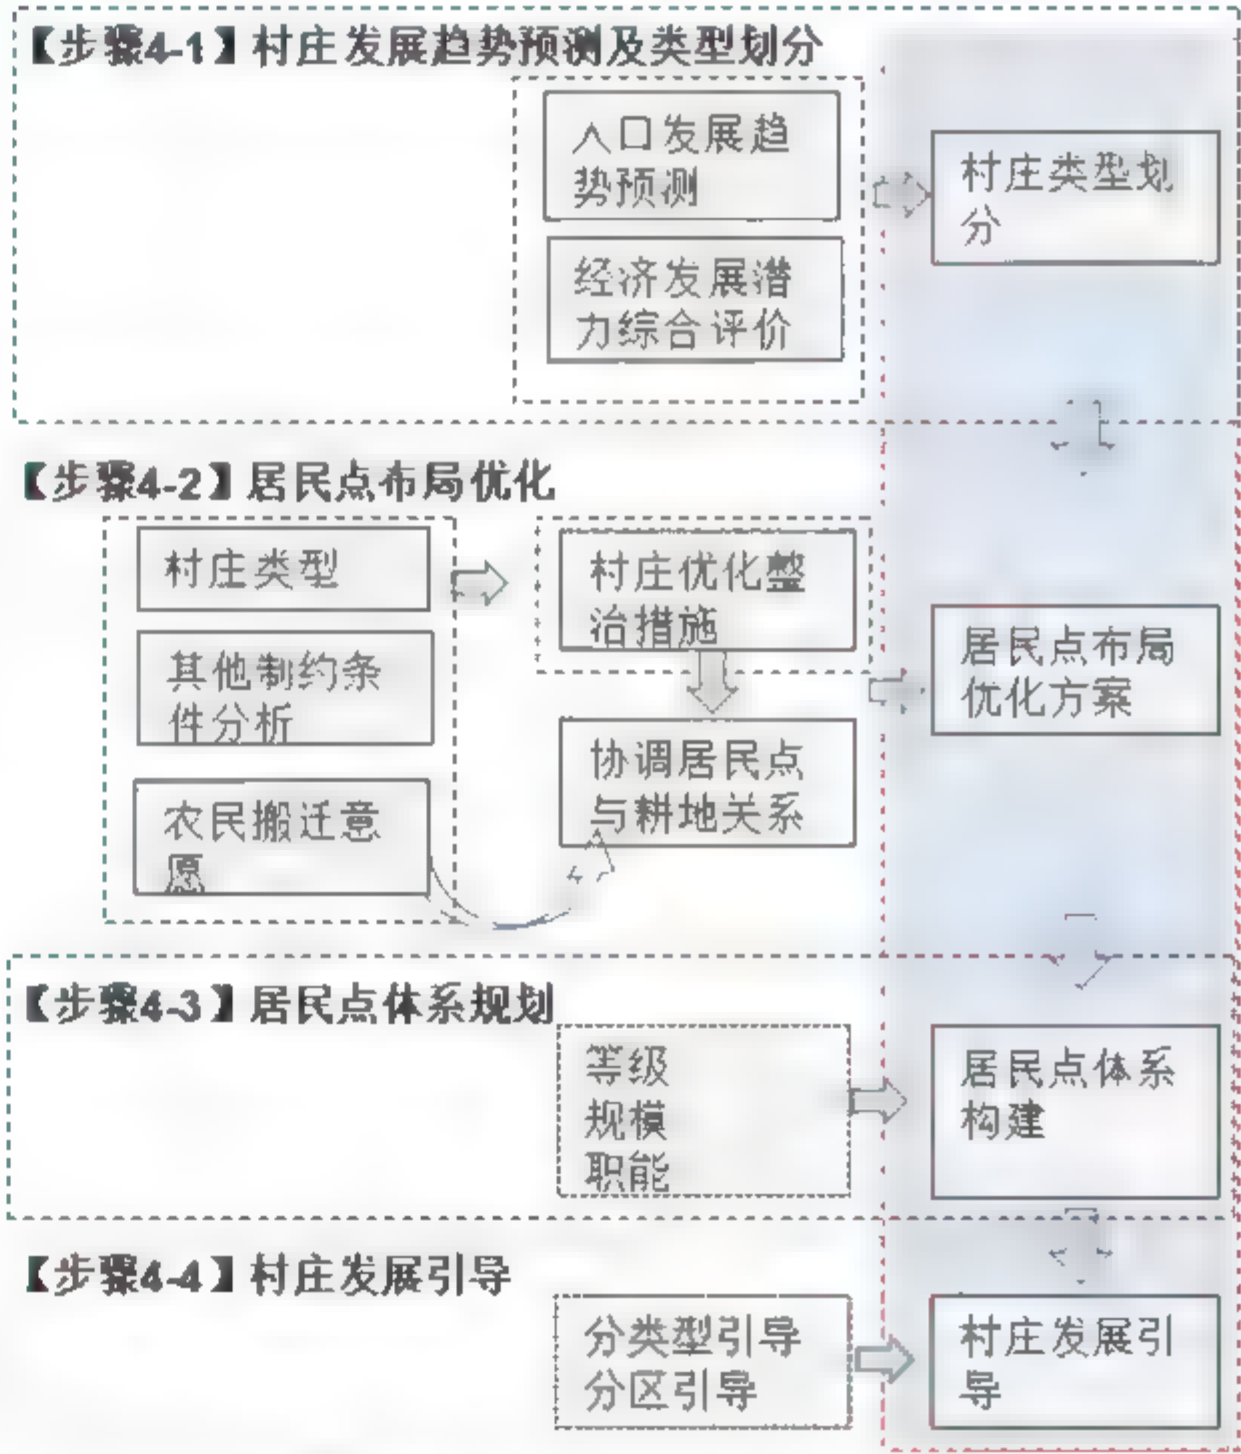 【步骤4-1】村庄发展趋势预测及类型划分
人口发展趋
势预测
村庄类型划
分
经济发展潜
力综合评价
【步骤4-2】居民点布局优化
村庄类型
其他制约条
件分析
农民搬迁意
愿
村庄优化整
治措施
协调居民点
与耕地关系
居民点布局
优化方案
【步骤4-3】居民点体系规划
等级
规模
职能
居民点体系
构建
【步骤4-4】村庄发展引导
分类型引导
分区引导
村庄发展引
导